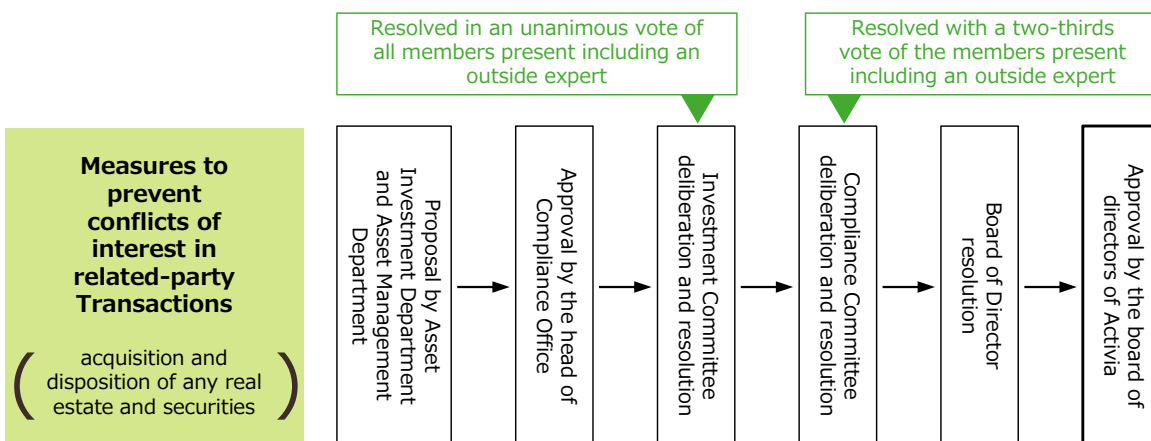 Resolved in an unanimous vote of
all members present including an
outside expert
Resolved with a two-thirds
vote of the members present
including an outside expert
Measures to
prevent
conflicts of
interest in
related-party
Transactions
( acquisition and
disposition of any real
estate and securities )
Proposal by Asset
Investment Department
and Asset Management
Department
Approval by the head of
Compliance Office
Investment Committee
deliberation and resolution
Compliance Committee
deliberation and resolution
Board of Director
resolution
Approval by the board of
directors of Activia